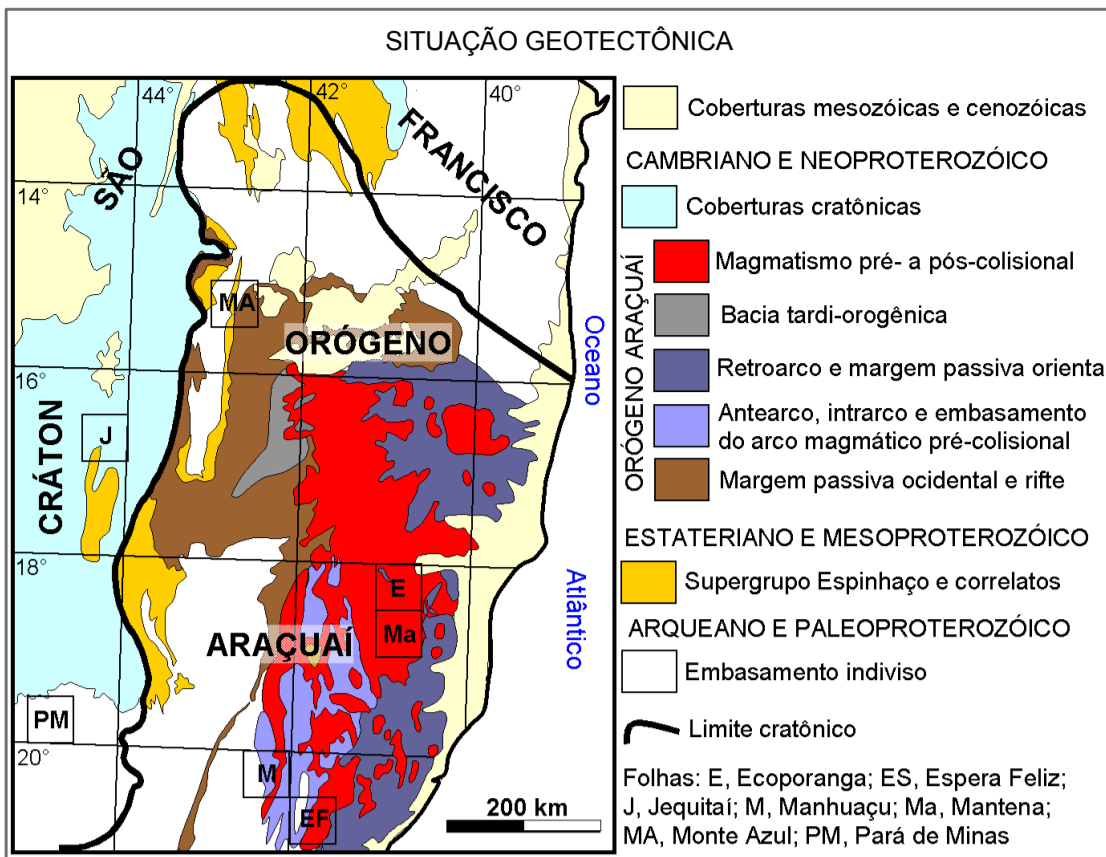 SITUAÇÃO GEOTECTÔNICA
44°
42°
40°
14°
16°
18°
20°
SÃO
FRANCISCO
CRÁTON
ORÓGENO
ARAÇUAÍ
MA
J
E
Ma
PM
M
EF
Oceano
Atlântico
200 km
Coberturas mesozóicas e cenozóicas
CAMBRIANO E NEOPROTEROZÓICO
Coberturas cratônicas
ORÓGENO ARAÇUAÍ
Magmatismo pré- a pós-colisional
Bacia tardi-orogênica
Retroarco e margem passiva orienta
Antearco, intrarco e embasamento
do arco magmático pré-colisional
Margem passiva ocidental e rifte
ESTATERIANO E MESOPROTEROZÓICO
Supergrupo Espinhaço e correlatos
ARQUEANO E PALEOPROTEROZÓICO
Embasamento indiviso
Limite cratônico
Folhas: E, Ecoporanga; ES, Espera Feliz;
J, Jequitaí; M, Manhuaçu; Ma, Mantena;
MA, Monte Azul; PM, Pará de Minas